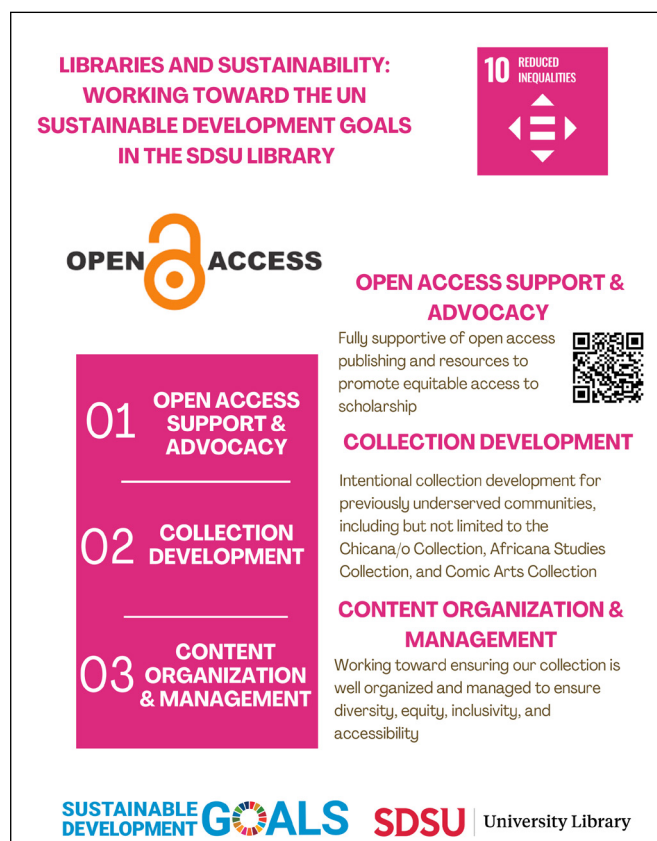 LIBRARIES AND SUSTAINABILITY:
WORKING TOWARD THE UN
SUSTAINABLE DEVELOPMENT GOALS
IN THE SDSU LIBRARY
10 REDUCED
INEQUALITIES
OPEN ACCESS
01 OPEN ACCESS
SUPPORT &
ADVOCACY
02 COLLECTION
DEVELOPMENT
03 CONTENT
ORGANIZATION
& MANAGEMENT
OPEN ACCESS SUPPORT &
ADVOCACY
Fully supportive of open access
publishing and resources to
promote equitable access to
scholarship
COLLECTION DEVELOPMENT
Intentional collection development for
previously underserved communities,
including but not limited to the
Chicana/o Collection, Africana Studies
Collection, and Comic Arts Collection
CONTENT ORGANIZATION &
MANAGEMENT
Working toward ensuring our collection is
well organized and managed to ensure
diversity, equity, inclusivity, and
accessibility
SUSTAINABLE
DEVELOPMENT GOALS
SDSU University Library